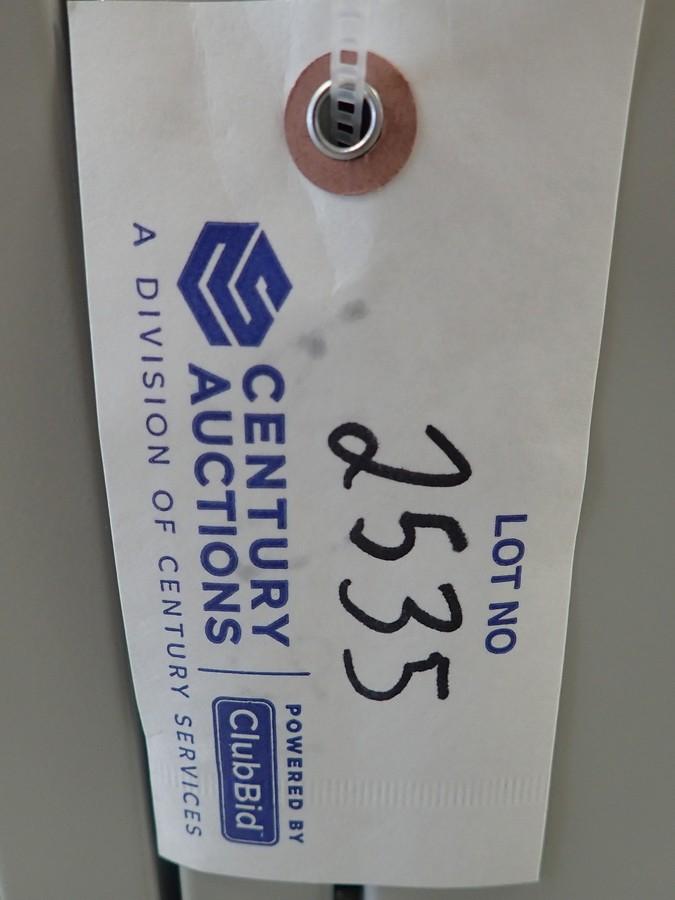 LOT NO
2535
CENTURY
AUCTIONS
POWERED BY
ClubBid
A DIVISION OF CENTURY SERVICES